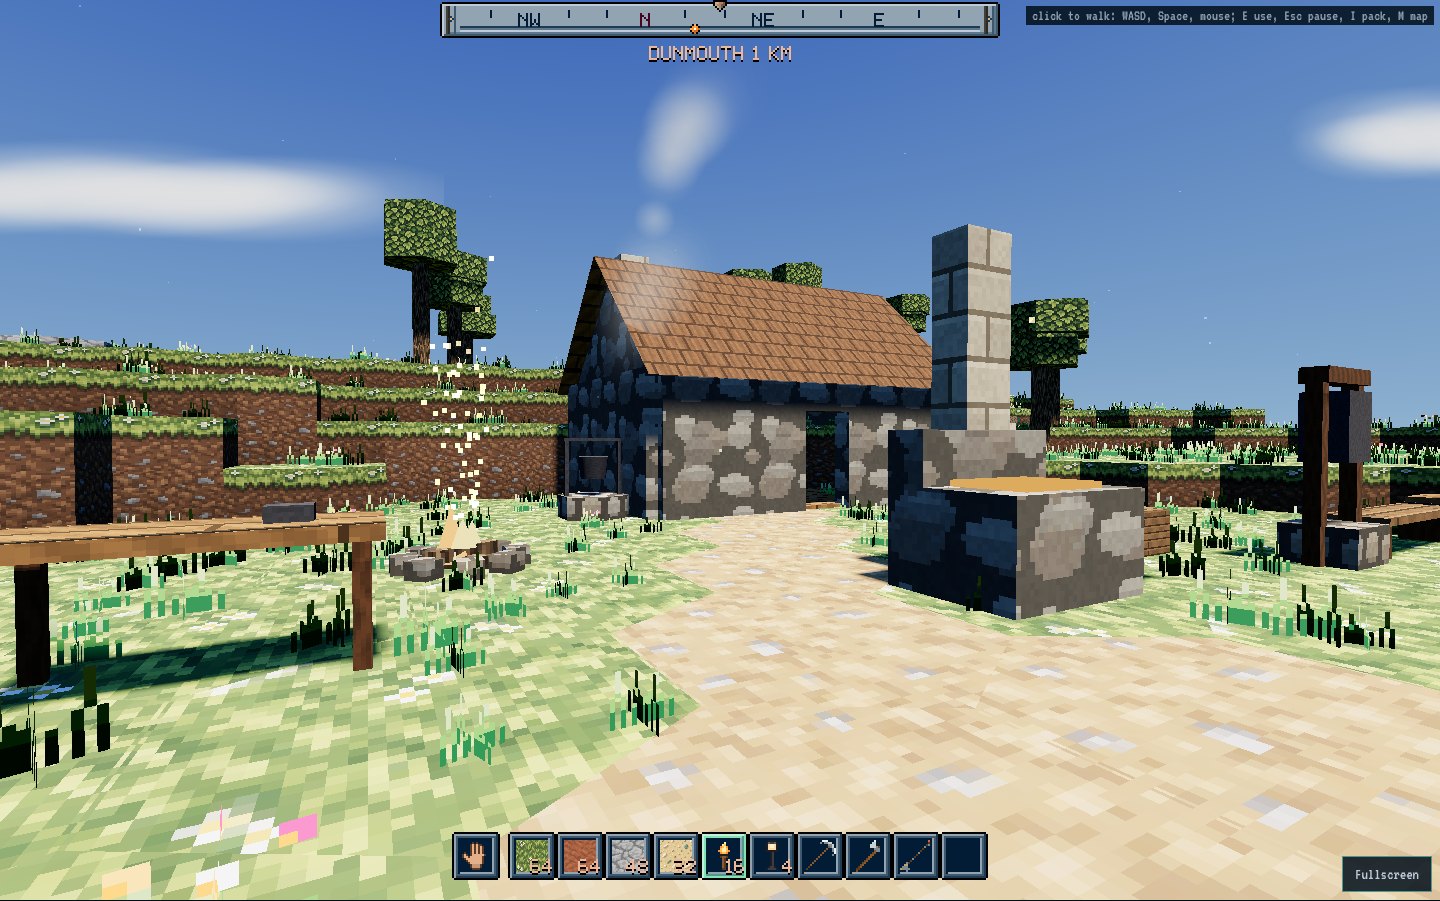 NW N NE E
click to walk: WASD, Space, mouse; E use, Esc pause, I pack, M map
DUNMOUTH 1 KM
64 64 48 32 16 4
Fullscreen